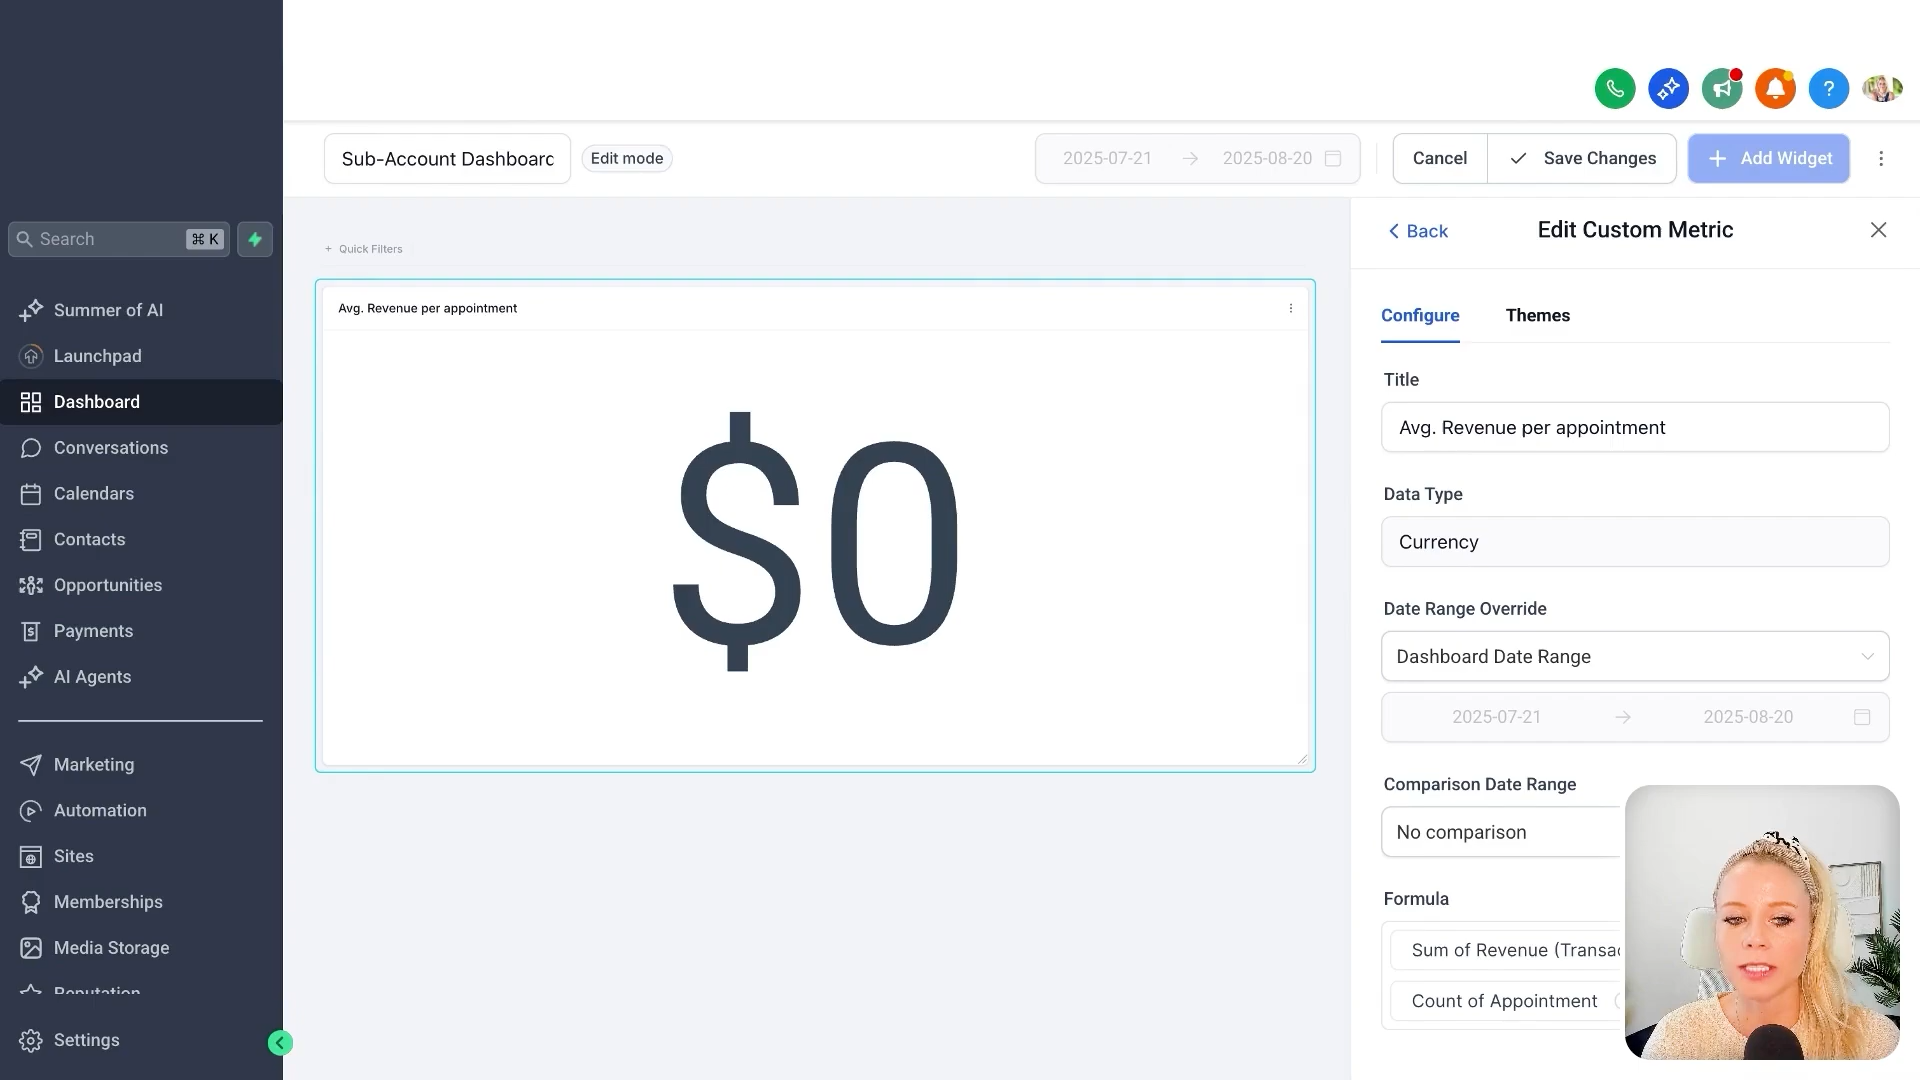 Sub-Account Dashboard
Edit mode
2025-07-21 → 2025-08-20
Cancel
Save Changes
+ Add Widget
Search
⌘ K
Summer of AI
Launchpad
Dashboard
Conversations
Calendars
Contacts
Opportunities
Payments
AI Agents
Marketing
Automation
Sites
Memberships
Media Storage
Reputation
Settings
+ Quick Filters
Avg. Revenue per appointment
$0
Back
Edit Custom Metric
Configure
Themes
Title
Avg. Revenue per appointment
Data Type
Currency
Date Range Override
Dashboard Date Range
2025-07-21 → 2025-08-20
Comparison Date Range
No comparison
Formula
Sum of Revenue (Transac
Count of Appointment